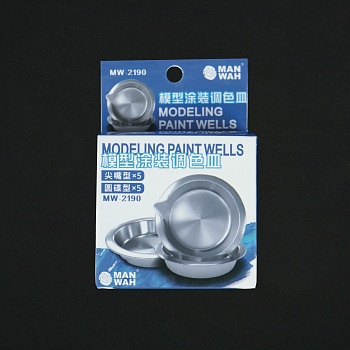 MW-2190
MAN WAH
模型涂装调色皿
MODELING
PAINT WELLS
MODELING PAINT WELLS
模型涂装调色皿
尖嘴型×5
圆碟型×5
MW-2190
MAN WAH